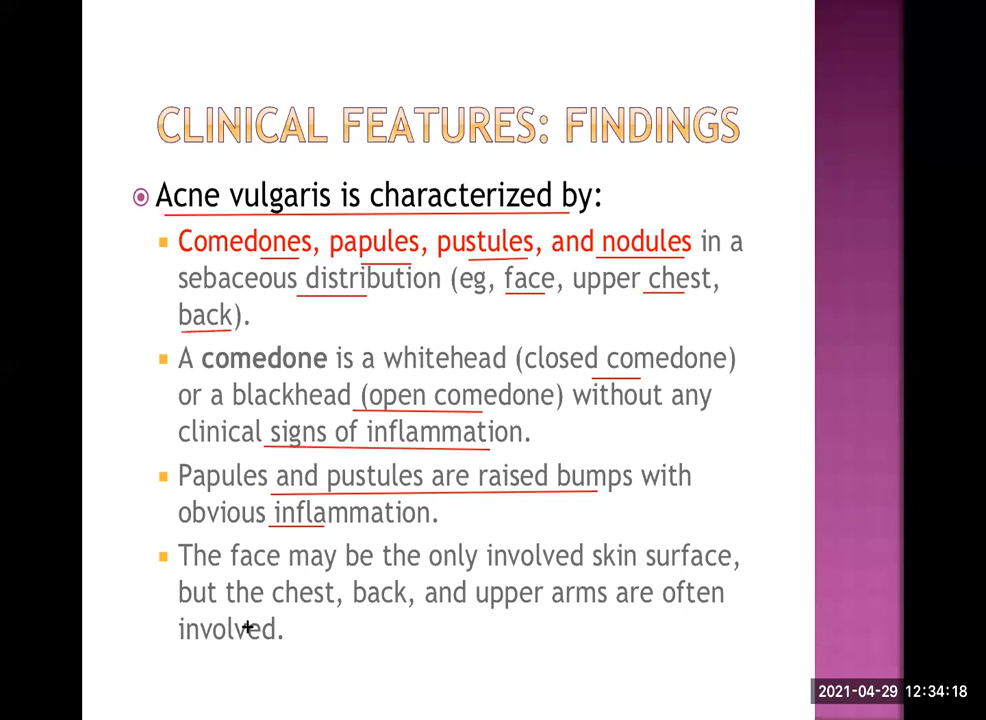 CLINICAL FEATURES: FINDINGS
Acne vulgaris is characterized by:
Comedones, papules, pustules, and nodules in a
sebaceous distribution (eg, face, upper chest,
back).
A comedone is a whitehead (closed comedone)
or a blackhead (open comedone) without any
clinical signs of inflammation.
Papules and pustules are raised bumps with
obvious inflammation.
The face may be the only involved skin surface,
but the chest, back, and upper arms are often
involved.
2021-04-29 12:34:18